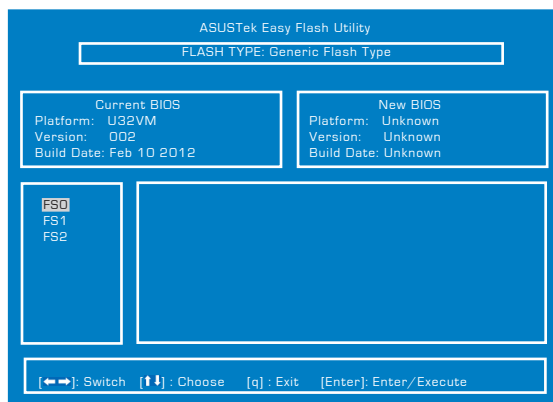 ASUSTek Easy Flash Utility
FLASH TYPE: Generic Flash Type
Current BIOS
Platform: U32VM
Version: 002
Build Date: Feb 10 2012
New BIOS
Platform: Unknown
Version: Unknown
Build Date: Unknown
FS0
FS1
FS2
[←→]: Switch [↑↓] : Choose [q] : Exit [Enter]: Enter/Execute